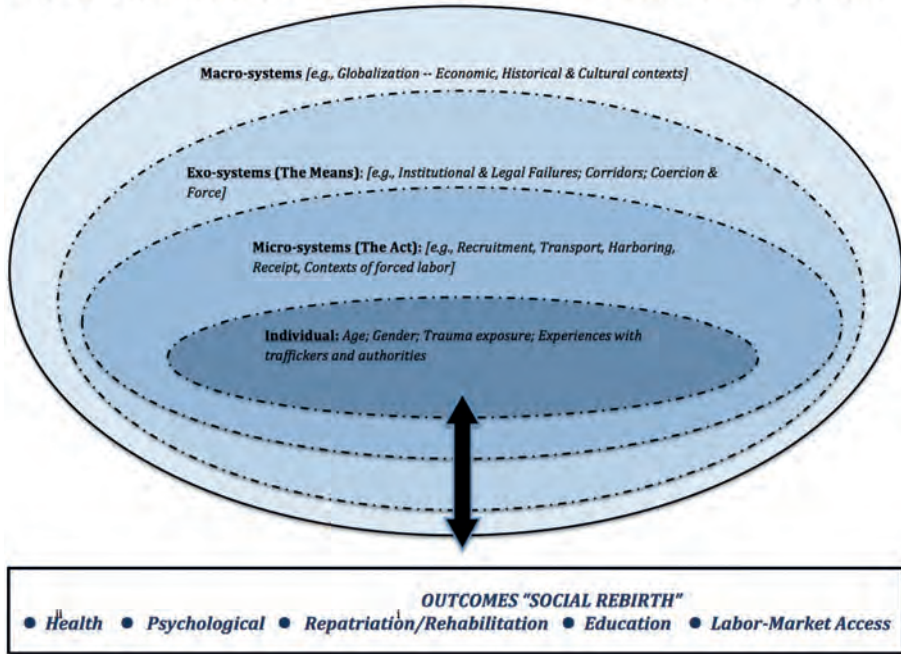 Macro-systems [e.g., Globalization -- Economic, Historical & Cultural contexts]
Exo-systems (The Means): [e.g., Institutional & Legal Failures; Corridors; Coercion &
Force]
Micro-systems (The Act): [e.g., Recruitment, Transport, Harboring,
Receipt, Contexts of forced labor]
Individual: Age; Gender; Trauma exposure; Experiences with
traffickers and authorities
OUTCOMES "SOCIAL REBIRTH"
● Health ● Psychological ● Repatriation/Rehabilitation ● Education ● Labor-Market Access